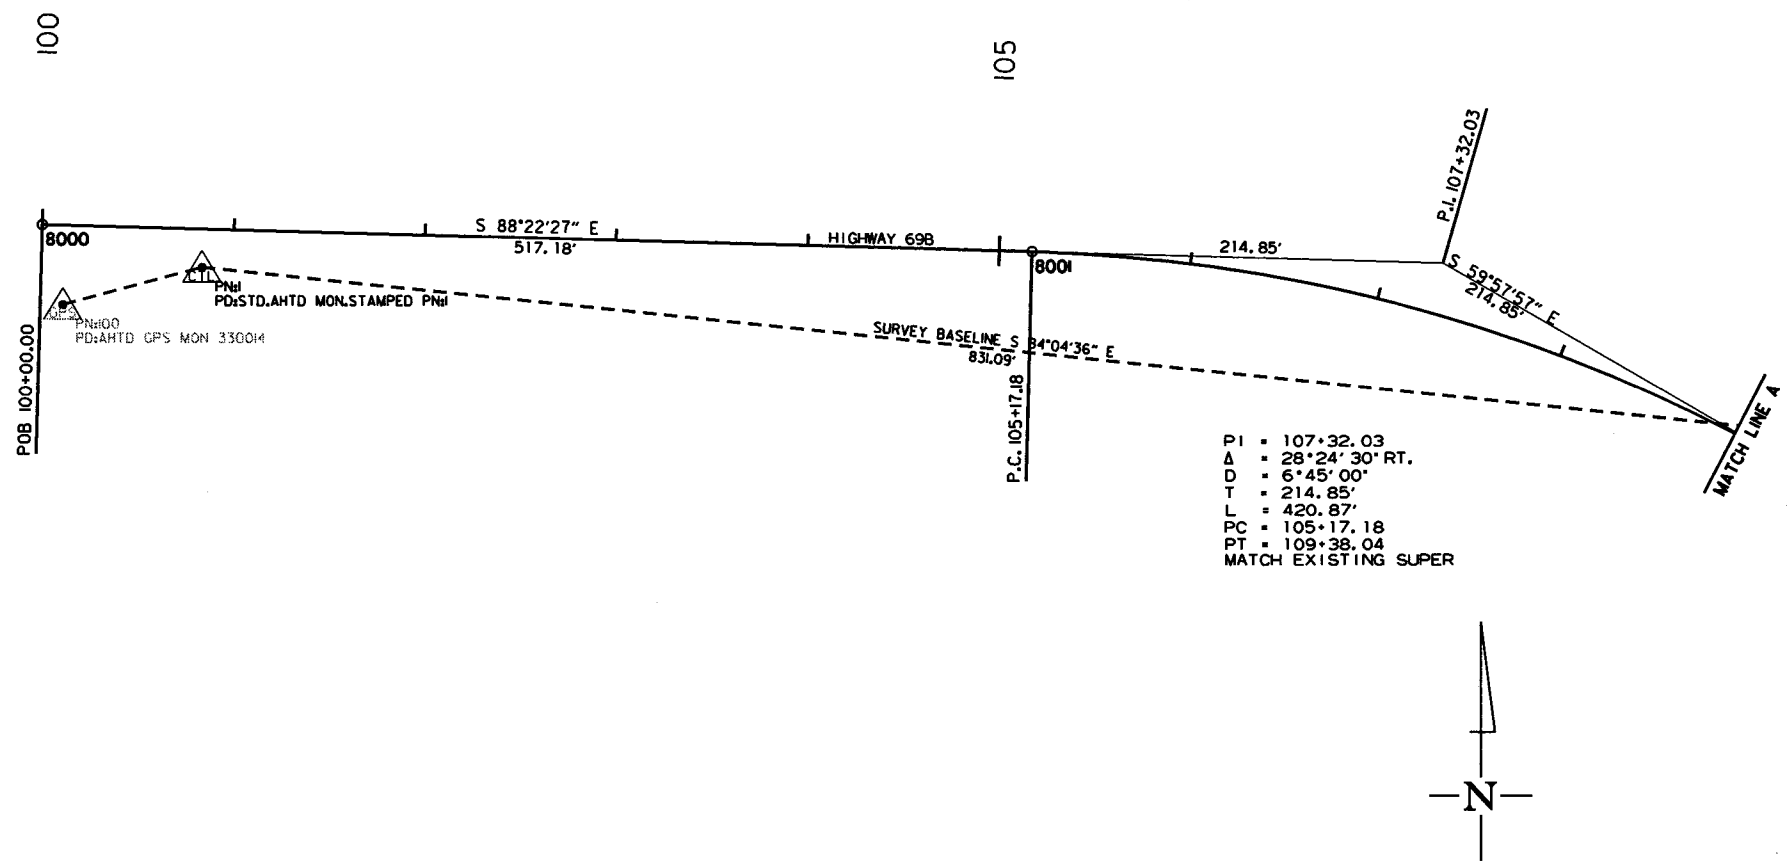 100
105
P.I. 107+32.03
S 88°22'27" E
517.18'
HIGHWAY 69B
214.85'
8000
8001
S 59°57'57" E
214.85'
CTL
PN:1
PD:STD.AHTD MON.STAMPED PN:1
GPS
PN:100
PD:AHTD GPS MON 330014
SURVEY BASELINE S 84°04'36" E
831.09'
POB 100+00.00
P.C. 105+17.18
MATCH LINE A
PI = 107+32.03
Δ = 28°24'30" RT.
D = 6°45'00"
T = 214.85'
L = 420.87'
PC = 105+17.18
PT = 109+38.04
MATCH EXISTING SUPER
N